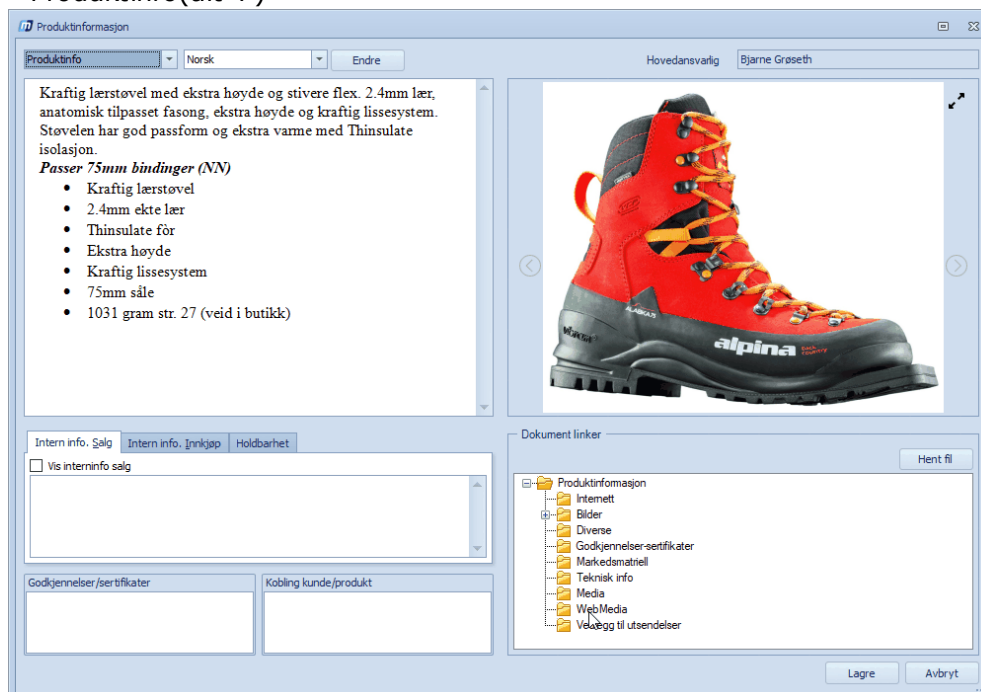 Produktinformasjon
Produktinfo
Norsk
Endre
Hovedansvarlig
Bjarne Grøseth
Kraftig lærstøvel med ekstra høyde og stivere flex. 2.4mm lær,
anatomisk tilpasset fasong, ekstra høyde og kraftig lissesystem.
Støvelen har god passform og ekstra varme med Thinsulate
isolasjon.
Passer 75mm bindinger (NN)
• Kraftig lærstøvel
• 2.4mm ekte lær
• Thinsulate fòr
• Ekstra høyde
• Kraftig lissesystem
• 75mm såle
• 1031 gram str. 27 (veid i butikk)
ALASKA 75
alpina
Intern info. Salg
Intern info. Innkjøp
Holdbarhet
Vis interninfo salg
Godkjennelser/sertifikater
Kobling kunde/produkt
Dokument linker
Hent fil
Produktinformasjon
Internett
Bilder
Diverse
Godkjennelser-sertifikater
Markedsmatriell
Teknisk info
Media
WebMedia
til utsendelser
Lagre
Avbryt